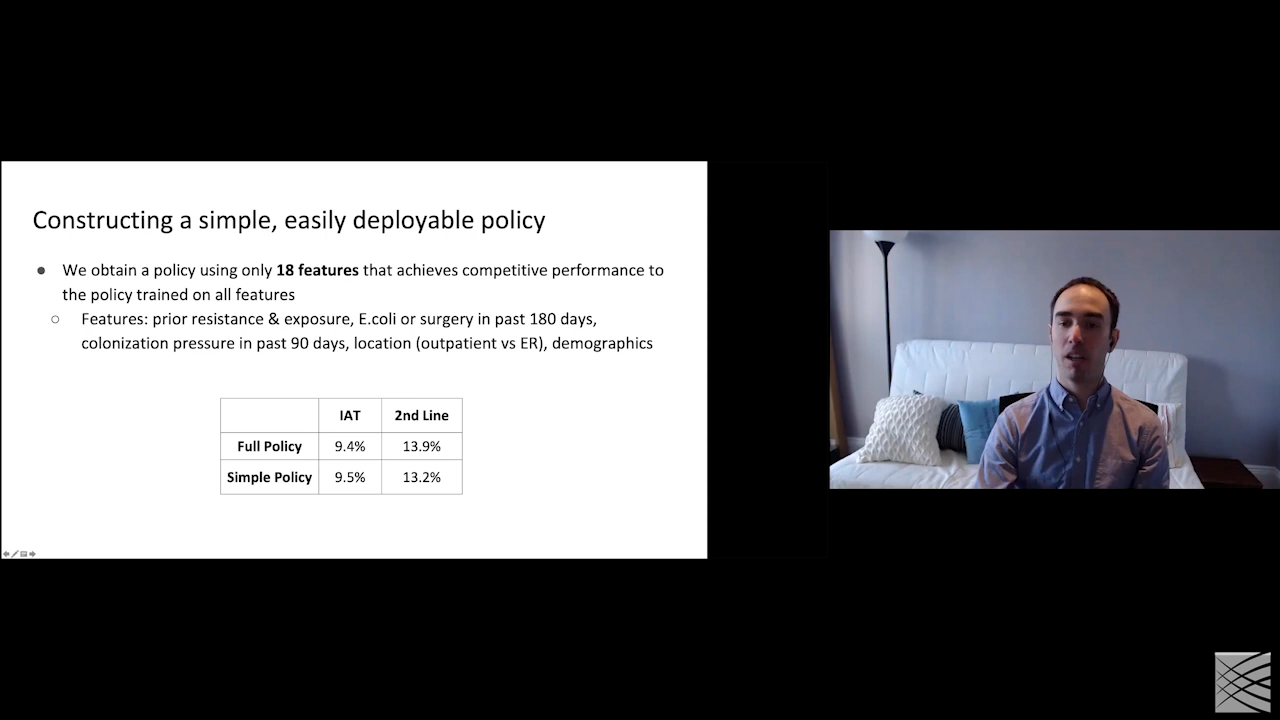 Constructing a simple, easily deployable policy
● We obtain a policy using only 18 features that achieves competitive performance to
the policy trained on all features
○ Features: prior resistance & exposure, E.coli or surgery in past 180 days,
colonization pressure in past 90 days, location (outpatient vs ER), demographics
IAT 2nd Line
Full Policy 9.4% 13.9%
Simple Policy 9.5% 13.2%